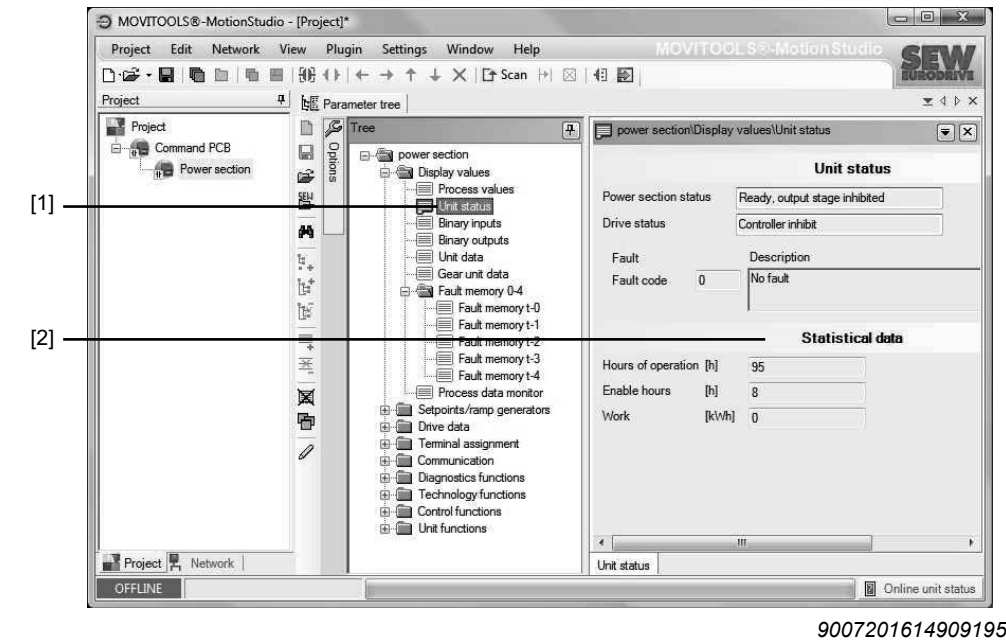 MOVITOOLS®-MotionStudio - [Project]*
Project Edit Network View Plugin Settings Window Help
MOVITOOLS®-MotionStudio
SEW
EURODRIVE
Scan
Project
Parameter tree
Project
Command PCB
Power section
SEW
Options
Tree
power section
Display values
Process values
[1]
Unit status
Binary inputs
Binary outputs
Unit data
Gear unit data
Fault memory 0-4
Fault memory t-0
Fault memory t-1
[2]
Fault memory t-2
Fault memory t-3
Fault memory t-4
Process data monitor
Setpoints/ramp generators
Drive data
Terminal assignment
Communication
Diagnostics functions
Technology functions
Control functions
Unit functions
power section\Display values\Unit status
Unit status
Power section status Ready, output stage inhibited
Drive status Controller inhibit
Fault Description
Fault code 0 No fault
Statistical data
Hours of operation [h] 95
Enable hours [h] 8
Work [kWh] 0
Project Network
Unit status
OFFLINE
Online unit status
9007201614909195